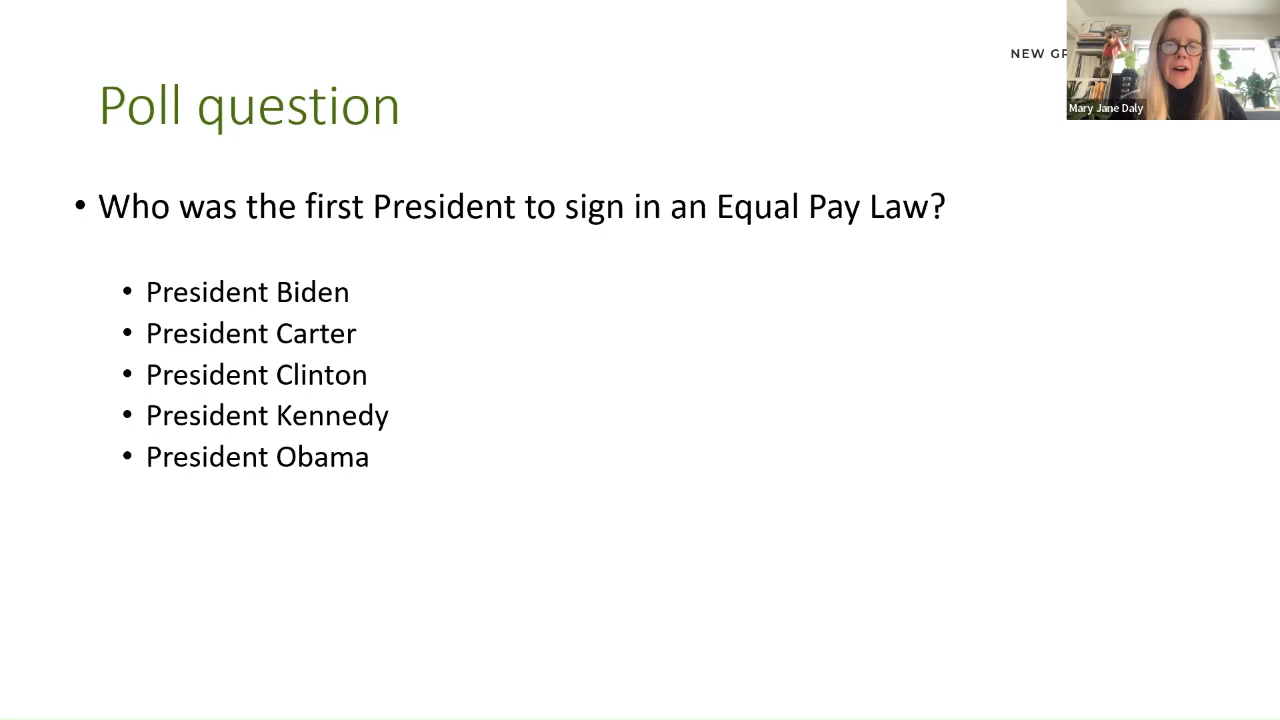 NEW GR
Mary Jane Daly
Poll question
• Who was the first President to sign in an Equal Pay Law?
• President Biden
• President Carter
• President Clinton
• President Kennedy
• President Obama